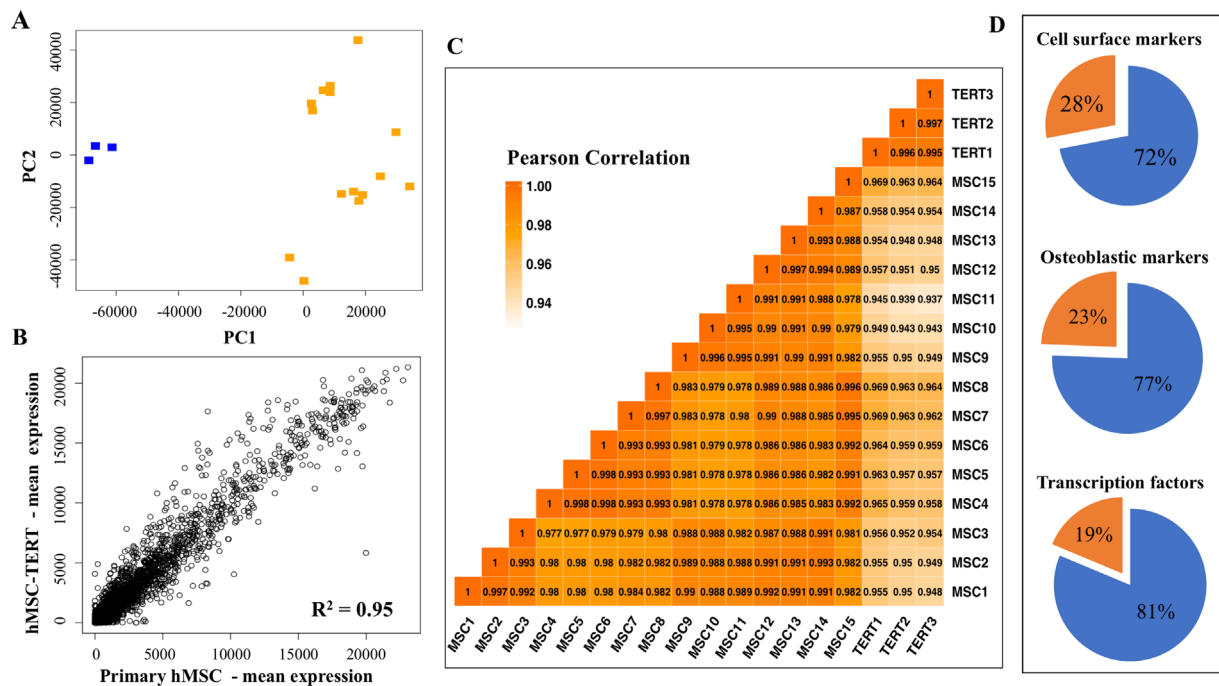 A
40000
20000
0
-20000
-40000
PC2
-60000 -40000 -20000 0 20000
PC1
B
20000
15000
10000
5000
0
hMSC-TERT - mean expression
R² = 0.95
0 5000 10000 15000 20000
Primary hMSC - mean expression
C
Pearson Correlation
1.00
0.98
0.96
0.94
1 TERT3
1 0.997 TERT2
1 0.996 0.995 TERT1
1 0.969 0.963 0.964 MSC15
1 0.987 0.958 0.954 0.954 MSC14
1 0.993 0.988 0.954 0.948 0.948 MSC13
1 0.997 0.994 0.989 0.957 0.951 0.95 MSC12
1 0.991 0.991 0.988 0.978 0.945 0.939 0.937 MSC11
1 0.995 0.99 0.991 0.99 0.979 0.949 0.943 0.943 MSC10
1 0.996 0.995 0.991 0.99 0.991 0.982 0.955 0.95 0.949 MSC9
1 0.983 0.979 0.978 0.989 0.988 0.986 0.996 0.969 0.963 0.964 MSC8
1 0.997 0.983 0.978 0.98 0.99 0.988 0.985 0.995 0.969 0.963 0.962 MSC7
1 0.993 0.993 0.981 0.979 0.978 0.986 0.986 0.983 0.992 0.964 0.959 0.959 MSC6
1 0.998 0.993 0.993 0.981 0.978 0.978 0.986 0.986 0.982 0.991 0.963 0.957 0.957 MSC5
1 0.998 0.998 0.993 0.993 0.981 0.978 0.978 0.986 0.985 0.983 0.992 0.965 0.959 0.958 MSC4
1 0.977 0.977 0.979 0.979 0.98 0.988 0.988 0.982 0.987 0.988 0.991 0.981 0.956 0.952 0.954 MSC3
1 0.993 0.98 0.98 0.98 0.982 0.982 0.989 0.988 0.988 0.991 0.991 0.993 0.982 0.955 0.95 0.949 MSC2
1 0.997 0.992 0.98 0.98 0.98 0.984 0.982 0.99 0.988 0.989 0.992 0.991 0.991 0.982 0.955 0.95 0.948 MSC1
MSC1 MSC2 MSC3 MSC4 MSC5 MSC6 MSC7 MSC8 MSC9 MSC10 MSC11 MSC12 MSC13 MSC14 MSC15 TERT1 TERT2 TERT3
D
Cell surface markers
28%
72%
Osteoblastic markers
23%
77%
Transcription factors
19%
81%